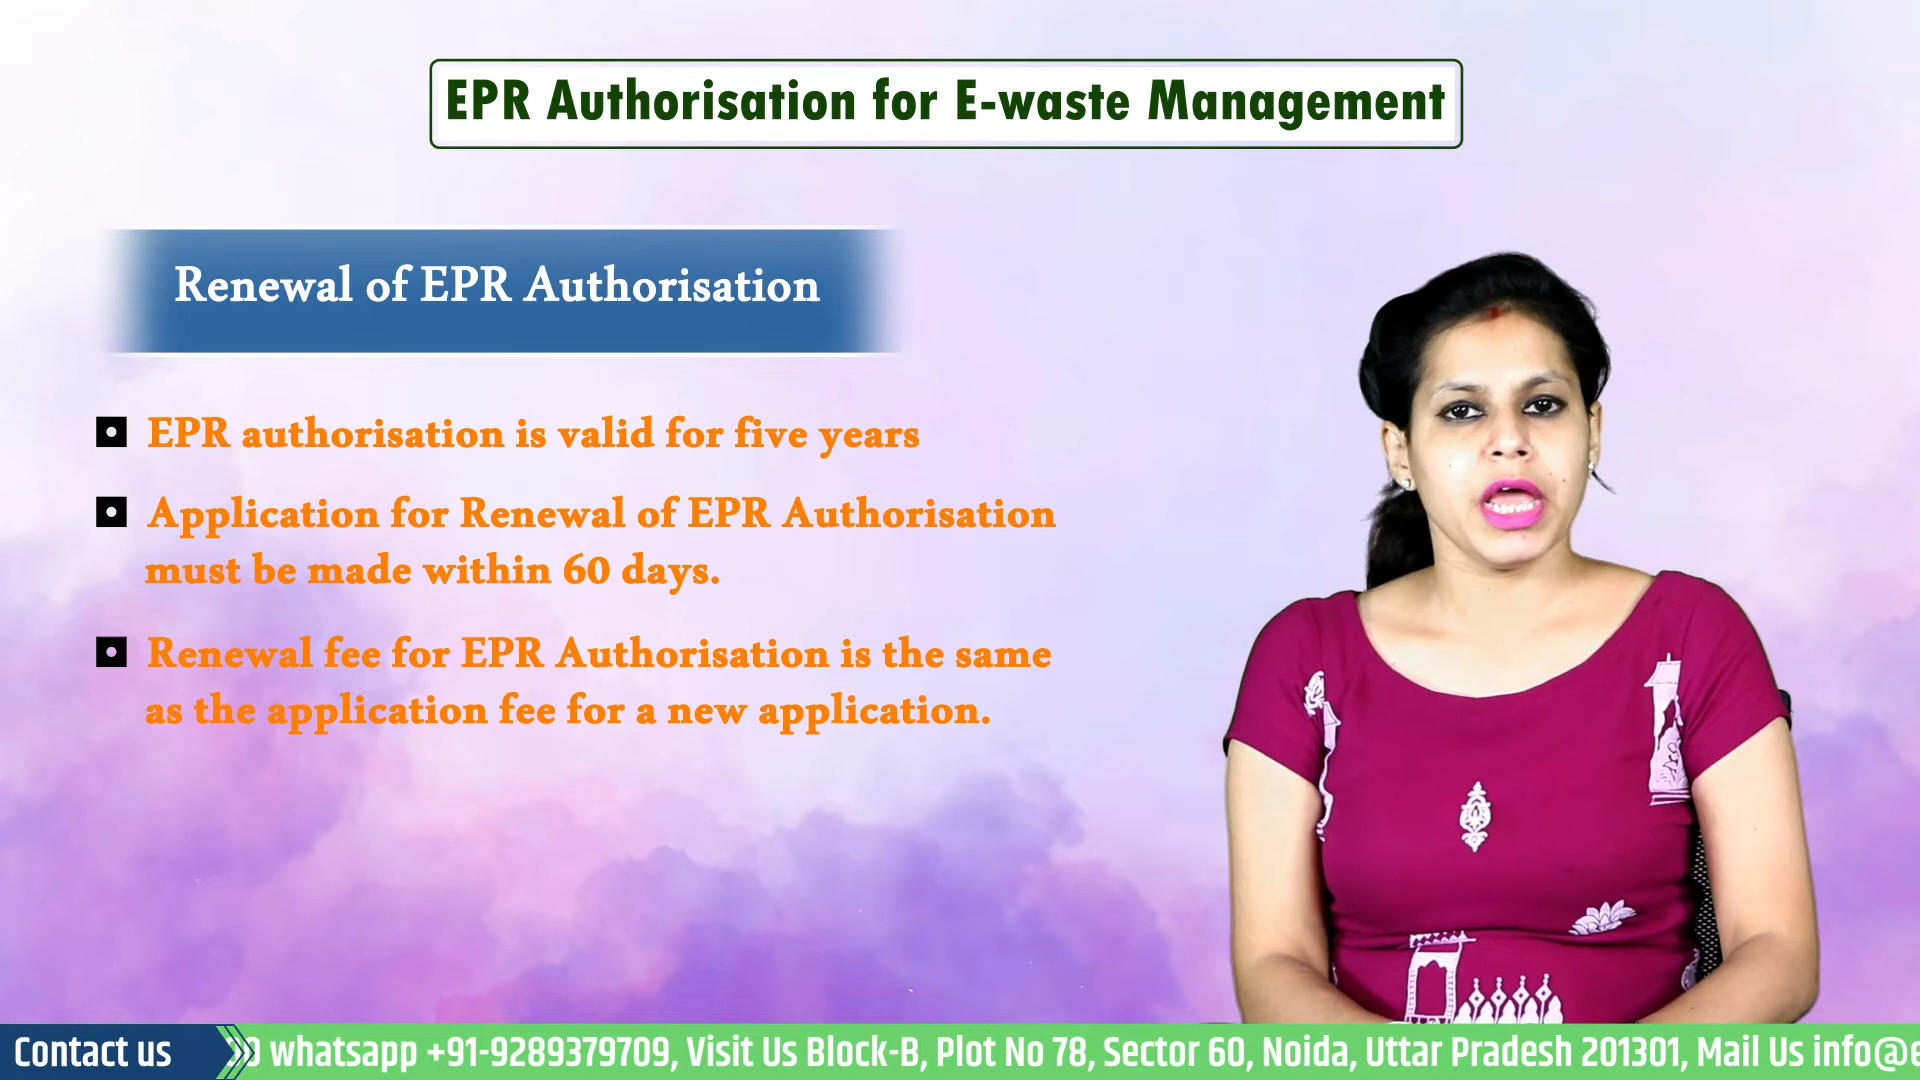 EPR Authorisation for E-waste Management
Renewal of EPR Authorisation
EPR authorisation is valid for five years
Application for Renewal of EPR Authorisation
must be made within 60 days.
Renewal fee for EPR Authorisation is the same
as the application fee for a new application.
Contact us
whatsapp +91-9289379709, Visit Us Block-B, Plot No 78, Sector 60, Noida, Uttar Pradesh 201301, Mail Us info@